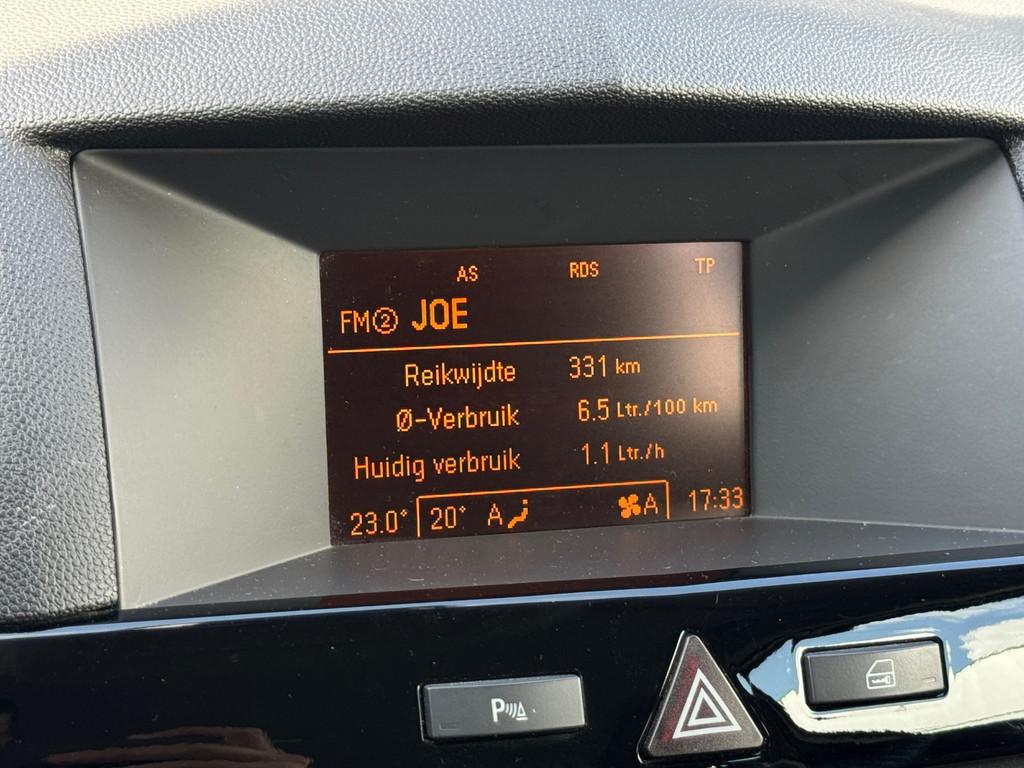 AS RDS TP
FM② JOE
Reikwijdte 331 km
Ø-Verbruik 6.5 Ltr./100 km
Huidig verbruik 1.1 Ltr./h
23.0° 20° A A 17:33
P